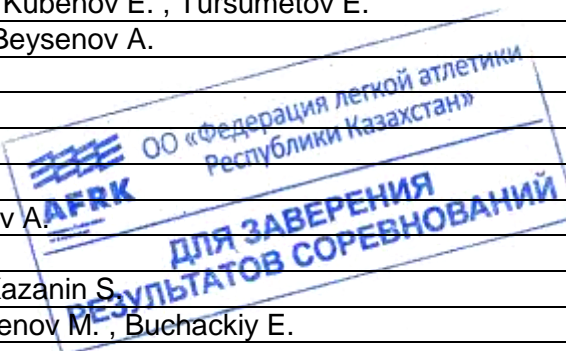 Kubenov E. , Tursumetov E.
Beysenov A.
ОО «Федерация легкой атлетики
Республики Казахстан»
AFRK
v A.
ДЛЯ ЗАВЕРЕНИЯ
РЕЗУЛЬТАТОВ СОРЕВНОВАНИЙ
Kazanin S.
enov M. , Buchackiy E.